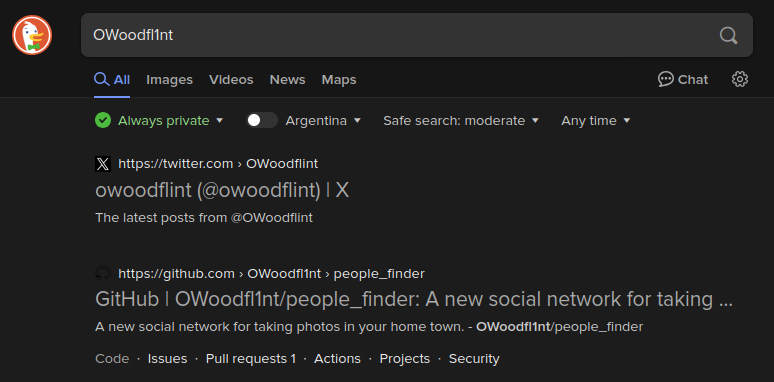 OWoodfl1nt
All Images Videos News Maps Chat
Always private Argentina Safe search: moderate Any time
https://twitter.com › OWoodflint
owoodflint (@owoodflint) | X
The latest posts from @OWoodflint
https://github.com › OWoodfl1nt › people_finder
GitHub | OWoodfl1nt/people_finder: A new social network for taking ...
A new social network for taking photos in your home town. - OWoodfl1nt/people_finder
Code · Issues · Pull requests 1 · Actions · Projects · Security